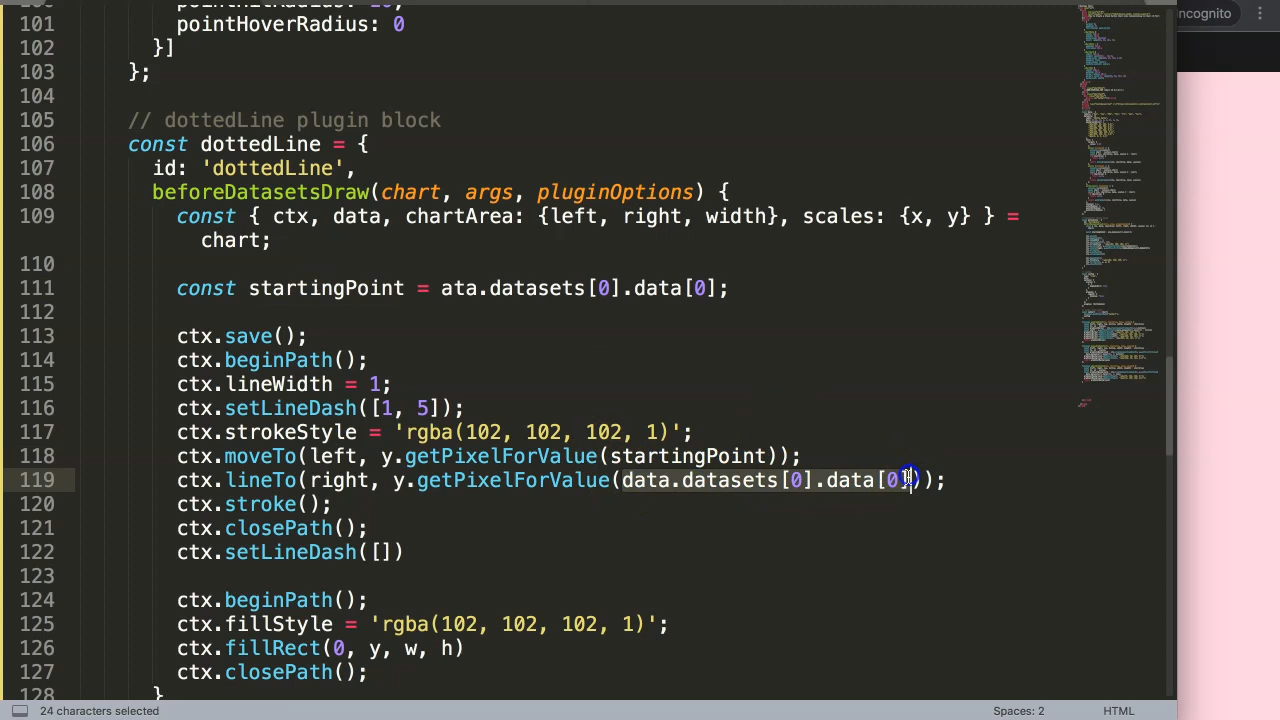 ncognito
101 pointHoverRadius: 0
102 }]
103 };
104
105 // dottedLine plugin block
106 const dottedLine = {
107 id: 'dottedLine',
108 beforeDatasetsDraw(chart, args, pluginOptions) {
109 const { ctx, data, chartArea: {left, right, width}, scales: {x, y} } =
chart;
110
111 const startingPoint = ata.datasets[0].data[0];
112
113 ctx.save();
114 ctx.beginPath();
115 ctx.lineWidth = 1;
116 ctx.setLineDash([1, 5]);
117 ctx.strokeStyle = 'rgba(102, 102, 102, 1)';
118 ctx.moveTo(left, y.getPixelForValue(startingPoint));
119 ctx.lineTo(right, y.getPixelForValue(data.datasets[0].data[0]));
120 ctx.stroke();
121 ctx.closePath();
122 ctx.setLineDash([])
123
124 ctx.beginPath();
125 ctx.fillStyle = 'rgba(102, 102, 102, 1)';
126 ctx.fillRect(0, y, w, h)
127 ctx.closePath();
128 }
24 characters selected
Spaces: 2
HTML